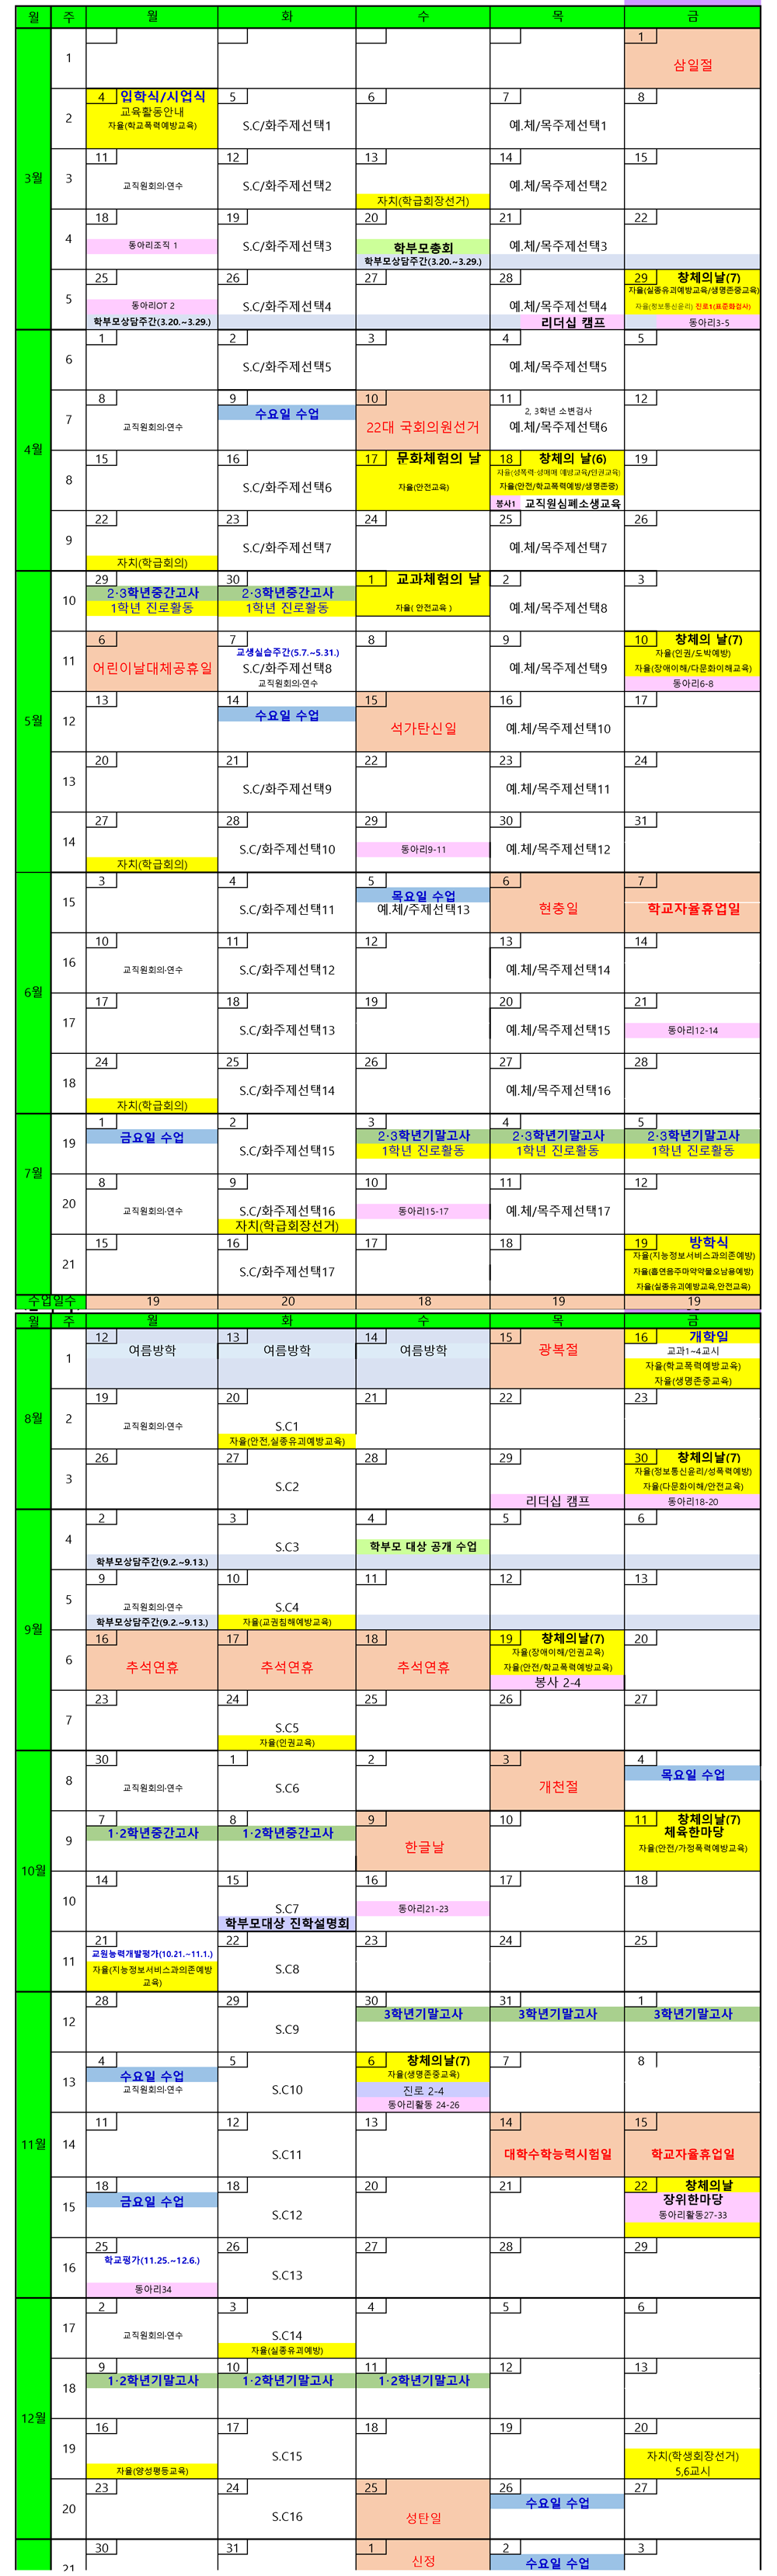 월 주 월 화 수 목 금
3월
1
1
삼일절
2
4 입학식/시업식
교육활동안내
자율(학교폭력예방교육)
5
S.C/화주제선택1
6
7
예.체/목주제선택1
8
3
11
교직원회의·연수
12
S.C/화주제선택2
13
자치(학급회장선거)
14
예.체/목주제선택2
15
4
18
동아리조직 1
19
S.C/화주제선택3
20
학부모총회
학부모상담주간(3.20.~3.29.)
21
예.체/목주제선택3
22
5
25
동아리OT 2
학부모상담주간(3.20.~3.29.)
26
S.C/화주제선택4
27
28
예.체/목주제선택4
리더십 캠프
29 창체의날(7)
자율(실종유괴예방교육/생명존중교육)
자율(정보통신윤리) 진로1(표준화검사)
동아리3-5
4월
6
1
2
S.C/화주제선택5
3
4
예.체/목주제선택5
5
7
8
교직원회의·연수
9
수요일 수업
10
22대 국회의원선거
11
2, 3학년 소변검사
예.체/목주제선택6
12
8
15
16
S.C/화주제선택6
17 문화체험의 날
자율(안전교육)
18 창체의 날(6)
자율(성폭력·성매매 예방교육/인권교육)
자율(안전/학교폭력예방/생명존중)
봉사1 교직원심폐소생교육
19
9
22
자치(학급회의)
23
S.C/화주제선택7
24
25
예.체/목주제선택7
26
5월
10
29
2·3학년중간고사
1학년 진로활동
30
2·3학년중간고사
1학년 진로활동
1 교과체험의 날
자율( 안전교육 )
2
예.체/목주제선택8
3
11
6
어린이날대체공휴일
7
교생실습주간(5.7.~5.31.)
S.C/화주제선택8
교직원회의·연수
8
9
예.체/목주제선택9
10 창체의 날(7)
자율(인권/도박예방)
자율(장애이해/다문화이해교육)
동아리6-8
12
13
14
수요일 수업
15
석가탄신일
16
예.체/목주제선택10
17
13
20
21
S.C/화주제선택9
22
23
예.체/목주제선택11
24
14
27
자치(학급회의)
28
S.C/화주제선택10
29
동아리9-11
30
예.체/목주제선택12
31
6월
15
3
4
S.C/화주제선택11
5
목요일 수업
예.체/주제선택13
6
현충일
7
학교자율휴업일
16
10
교직원회의·연수
11
S.C/화주제선택12
12
13
예.체/목주제선택14
14
17
17
18
S.C/화주제선택13
19
20
예.체/목주제선택15
21
동아리12-14
18
24
자치(학급회의)
25
S.C/화주제선택14
26
27
예.체/목주제선택16
28
7월
19
1
금요일 수업
2
S.C/화주제선택15
3
2·3학년기말고사
1학년 진로활동
4
2·3학년기말고사
1학년 진로활동
5
2·3학년기말고사
1학년 진로활동
20
8
교직원회의·연수
9
S.C/화주제선택16
자치(학급회장선거)
10
동아리15-17
11
예.체/목주제선택17
12
21
15
16
S.C/화주제선택17
17
18
19 방학식
자율(지능정보서비스과의존예방)
자율(흡연음주마약약물오남용예방)
자율(실종유괴예방교육,안전교육)
수업일수 19 20 18 19 19
월 주 월 화 수 목 금
8월
1
12
여름방학
13
여름방학
14
여름방학
15
광복절
16 개학일
교과1~4교시
자율(학교폭력예방교육)
자율(생명존중교육)
2
19
교직원회의·연수
20
S.C1
자율(안전,실종유괴예방교육)
21
22
23
3
26
27
S.C2
28
29
리더십 캠프
30 창체의날(7)
자율(정보통신윤리/성폭력예방)
자율(다문화이해/안전교육)
동아리18-20
9월
4
2
학부모상담주간(9.2.~9.13.)
3
S.C3
4
학부모 대상 공개 수업
5
6
5
9
교직원회의·연수
학부모상담주간(9.2.~9.13.)
10
S.C4
자율(교권침해예방교육)
11
12
13
6
16
추석연휴
17
추석연휴
18
추석연휴
19 창체의날(7)
자율(장애이해/인권교육)
자율(안전/학교폭력예방교육)
봉사 2-4
20
7
23
24
S.C5
자율(인권교육)
25
26
27
10월
8
30
교직원회의·연수
1
S.C6
2
3
개천절
4
목요일 수업
9
7
1·2학년중간고사
8
1·2학년중간고사
9
한글날
10
11 창체의날(7)
체육한마당
자율(안전/가정폭력예방교육)
10
14
15
S.C7
학부모대상 진학설명회
16
동아리21-23
17
18
11
21
교원능력개발평가(10.21.~11.1.)
자율(지능정보서비스과의존예방
교육)
22
S.C8
23
24
25
11월
12
28
29
S.C9
30
3학년기말고사
31
3학년기말고사
1
3학년기말고사
13
4
수요일 수업
교직원회의·연수
5
S.C10
6 창체의날(7)
자율(생명존중교육)
진로 2-4
동아리활동 24-26
7
8
14
11
12
S.C11
13
14
대학수학능력시험일
15
학교자율휴업일
15
18
금요일 수업
18
S.C12
20
21
22 창체의날
장위한마당
동아리활동27-33
16
25
학교평가(11.25.~12.6.)
동아리34
26
S.C13
27
28
29
12월
17
2
교직원회의·연수
3
S.C14
자율(실종유괴예방)
4
5
6
18
9
1·2학년기말고사
10
1·2학년기말고사
11
1·2학년기말고사
12
13
19
16
자율(양성평등교육)
17
S.C15
18
19
20
자치(학생회장선거)
5,6교시
20
23
24
S.C16
25
성탄일
26
수요일 수업
27
21
30
31
1
신정
2
수요일 수업
3